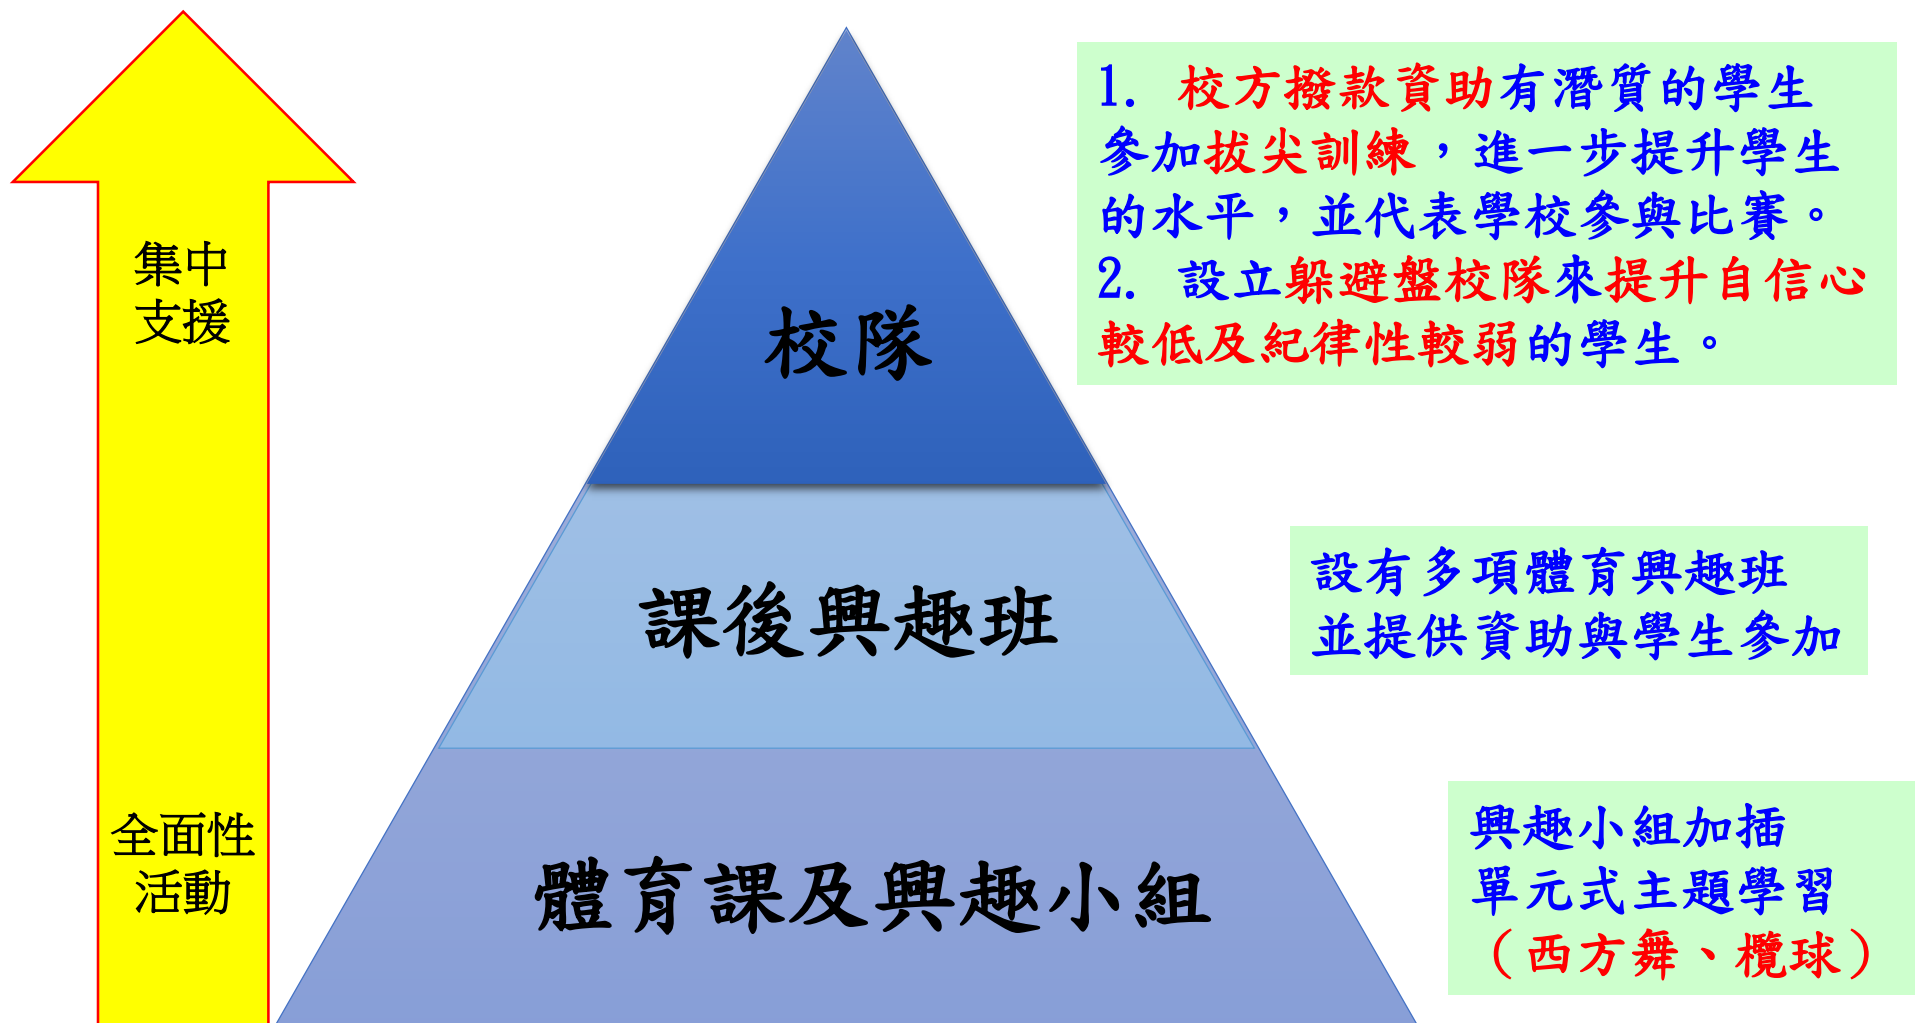 集中
支援
全面性
活動
校隊
課後興趣班
體育課及興趣小組
1. 校方撥款資助有潛質的學生
參加拔尖訓練，進一步提升學生
的水平，並代表學校參與比賽。
2. 設立躲避盤校隊來提升自信心
較低及紀律性較弱的學生。
設有多項體育興趣班
並提供資助與學生參加
興趣小組加插
單元式主題學習
（西方舞、欖球）